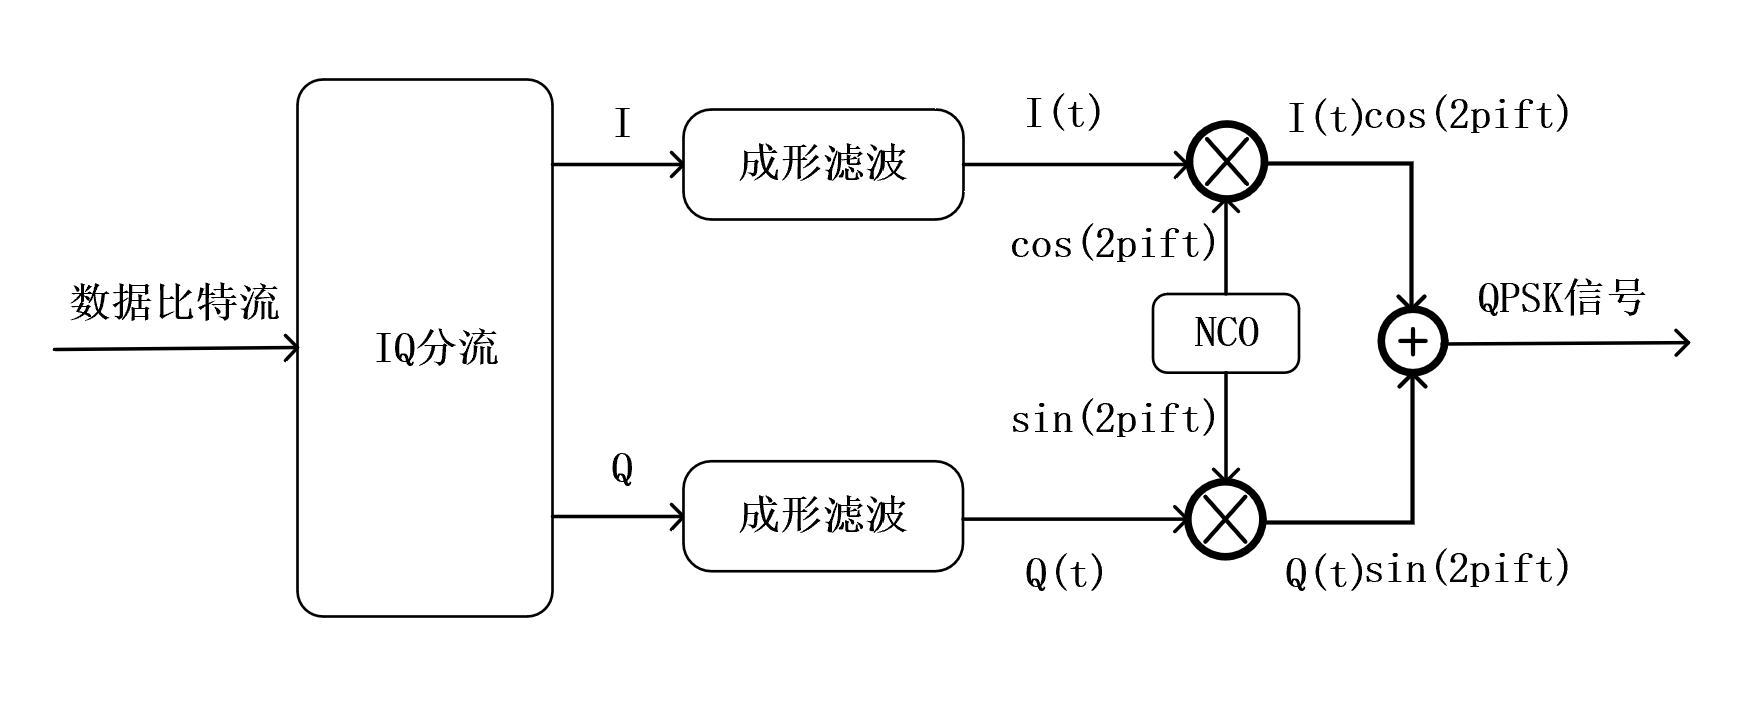 数据比特流
IQ分流
I
成形滤波
I(t)
I(t)cos(2pift)
cos(2pift)
NCO
sin(2pift)
QPSK信号
Q
成形滤波
Q(t)
Q(t)sin(2pift)